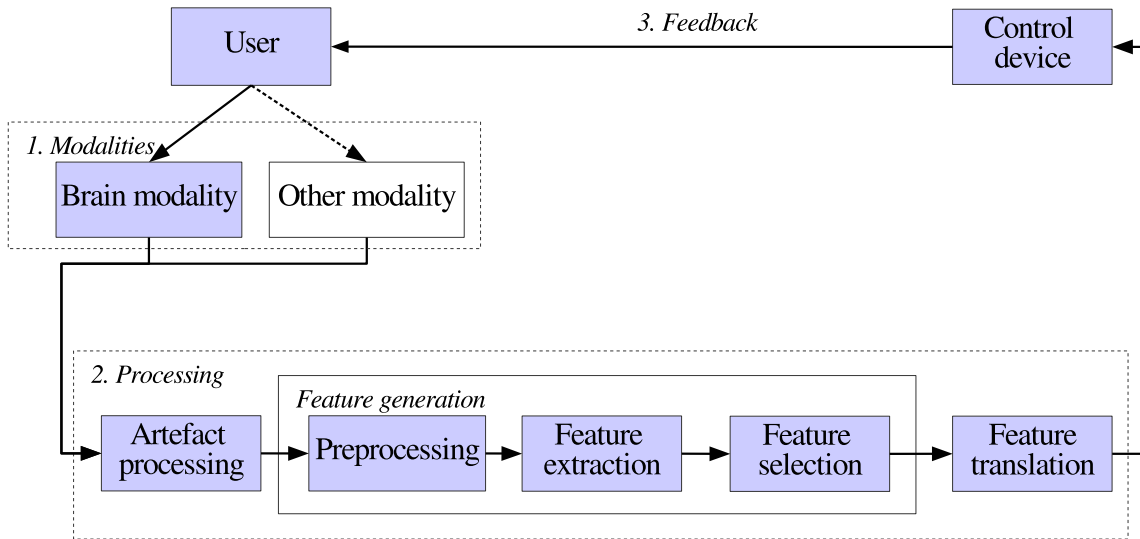 User
3. Feedback
Control
device
1. Modalities
Brain modality
Other modality
2. Processing
Feature generation
Artefact
processing
Preprocessing
Feature
extraction
Feature
selection
Feature
translation